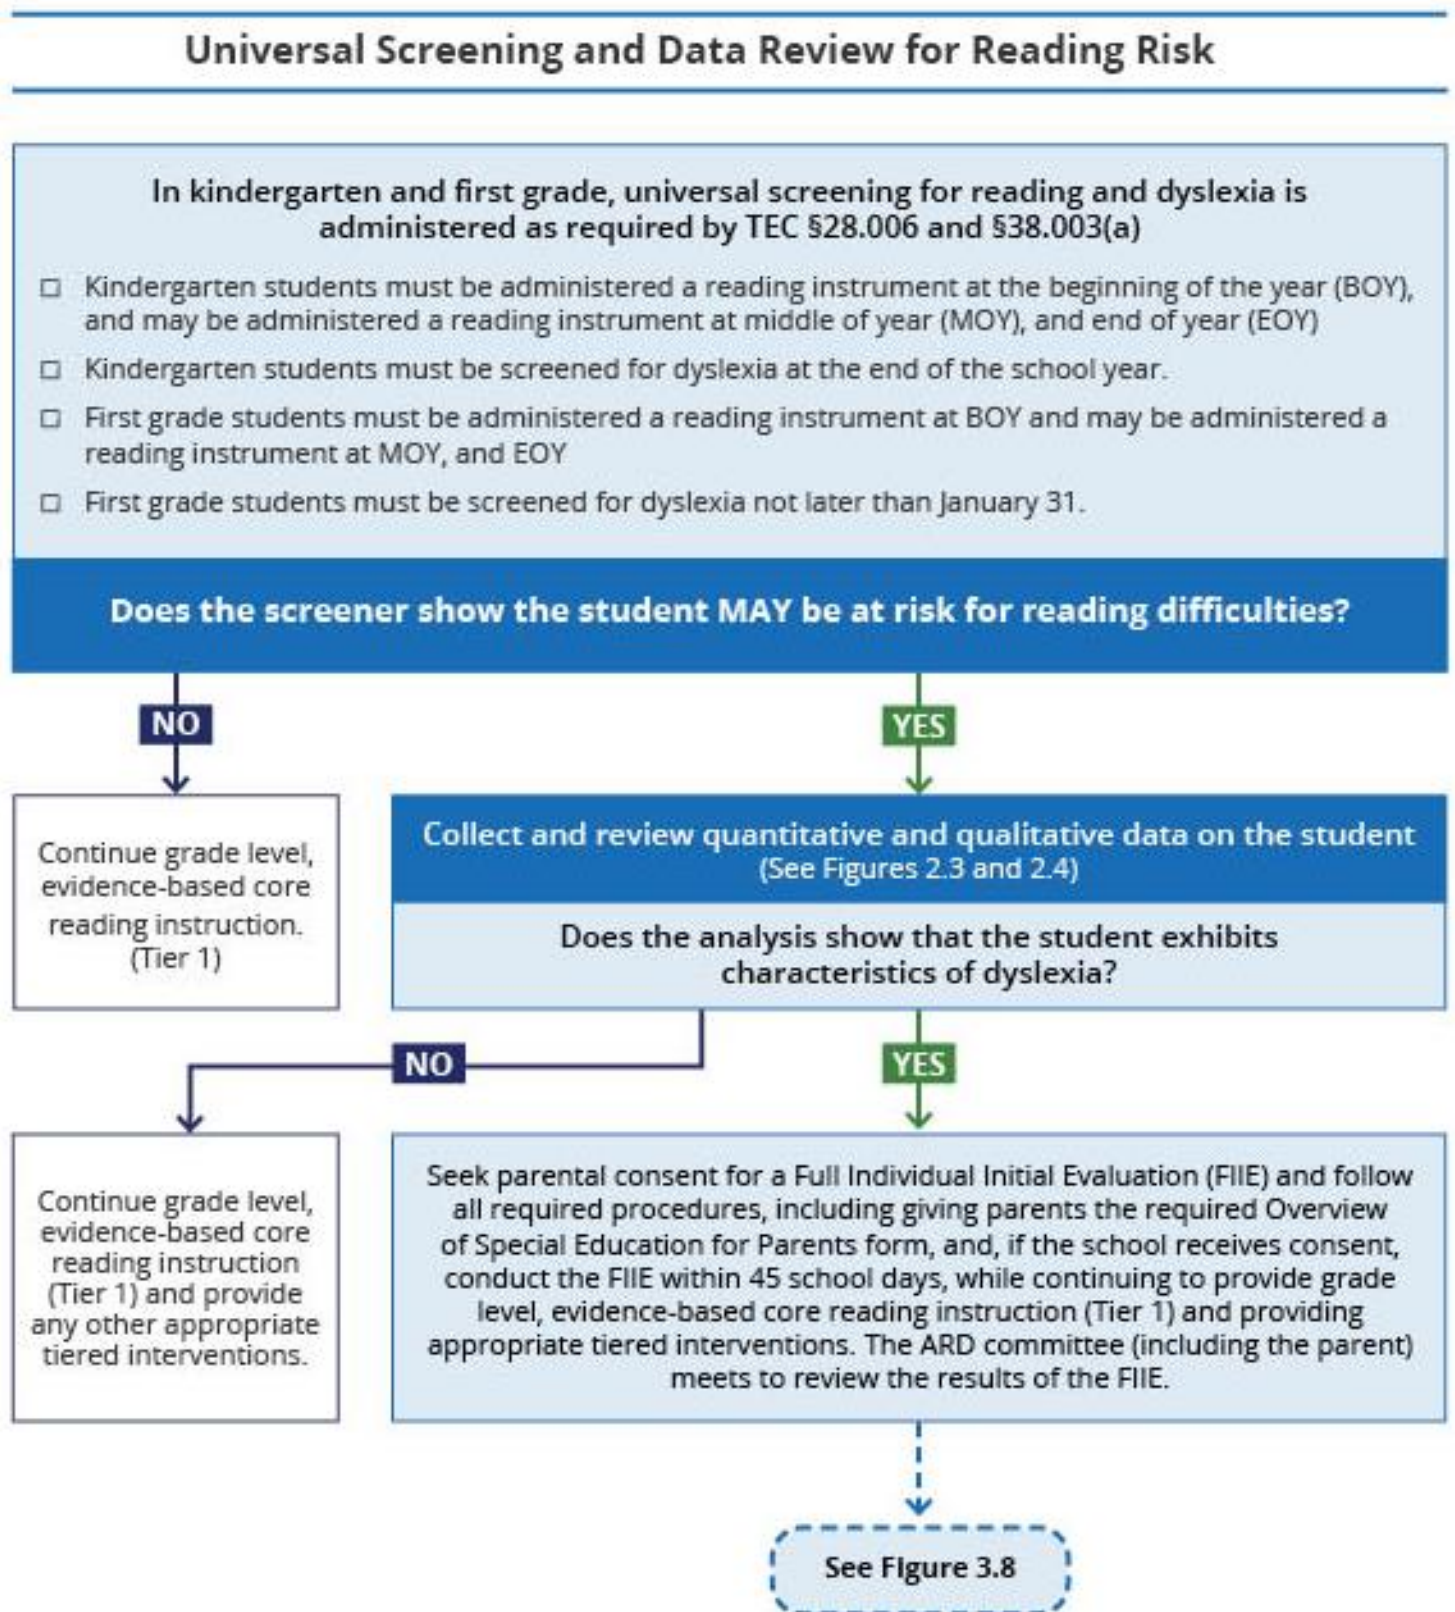 Universal Screening and Data Review for Reading Risk
In kindergarten and first grade, universal screening for reading and dyslexia is
administered as required by TEC §28.006 and §38.003(a)
☐ Kindergarten students must be administered a reading instrument at the beginning of the year (BOY),
and may be administered a reading instrument at middle of year (MOY), and end of year (EOY)
☐ Kindergarten students must be screened for dyslexia at the end of the school year.
☐ First grade students must be administered a reading instrument at BOY and may be administered a
reading instrument at MOY, and EOY
☐ First grade students must be screened for dyslexia not later than January 31.
Does the screener show the student MAY be at risk for reading difficulties?
NO
YES
Continue grade level,
evidence-based core
reading instruction.
(Tier 1)
Collect and review quantitative and qualitative data on the student
(See Figures 2.3 and 2.4)
Does the analysis show that the student exhibits
characteristics of dyslexia?
NO
YES
Continue grade level,
evidence-based core
reading instruction
(Tier 1) and provide
any other appropriate
tiered interventions.
Seek parental consent for a Full Individual Initial Evaluation (FIIE) and follow
all required procedures, including giving parents the required Overview
of Special Education for Parents form, and, if the school receives consent,
conduct the FIIE within 45 school days, while continuing to provide grade
level, evidence-based core reading instruction (Tier 1) and providing
appropriate tiered interventions. The ARD committee (including the parent)
meets to review the results of the FIIE.
See Figure 3.8